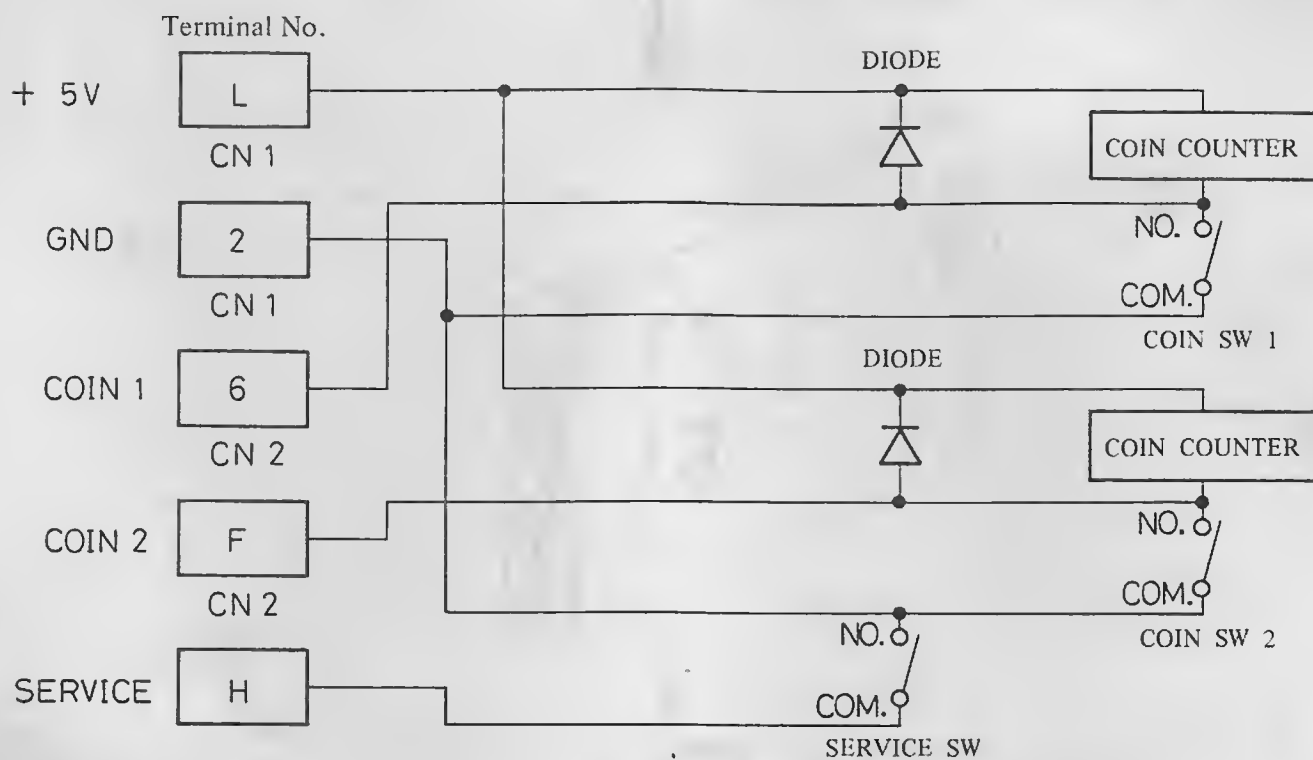 Terminal No.
+ 5V
L
CN 1
GND
2
CN 1
COIN 1
6
CN 2
COIN 2
F
CN 2
SERVICE
H
DIODE
COIN COUNTER
NO.
COM.
COIN SW 1
DIODE
COIN COUNTER
NO.
COM.
COIN SW 2
NO.
COM.
SERVICE SW